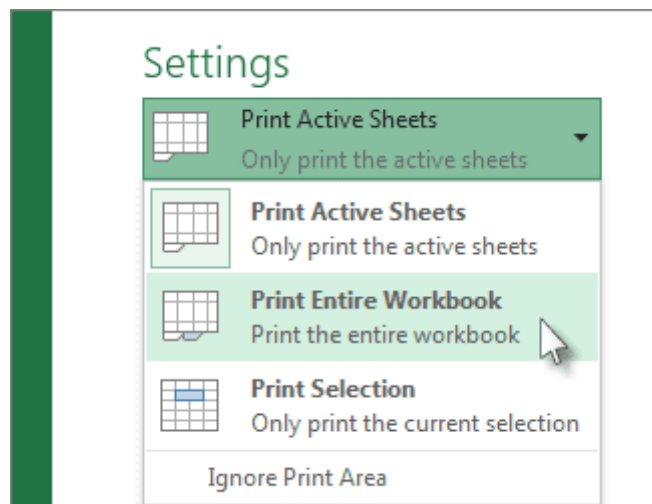 Settings
Print Active Sheets
Only print the active sheets
Print Active Sheets
Only print the active sheets
Print Entire Workbook
Print the entire workbook
Print Selection
Only print the current selection
Ignore Print Area